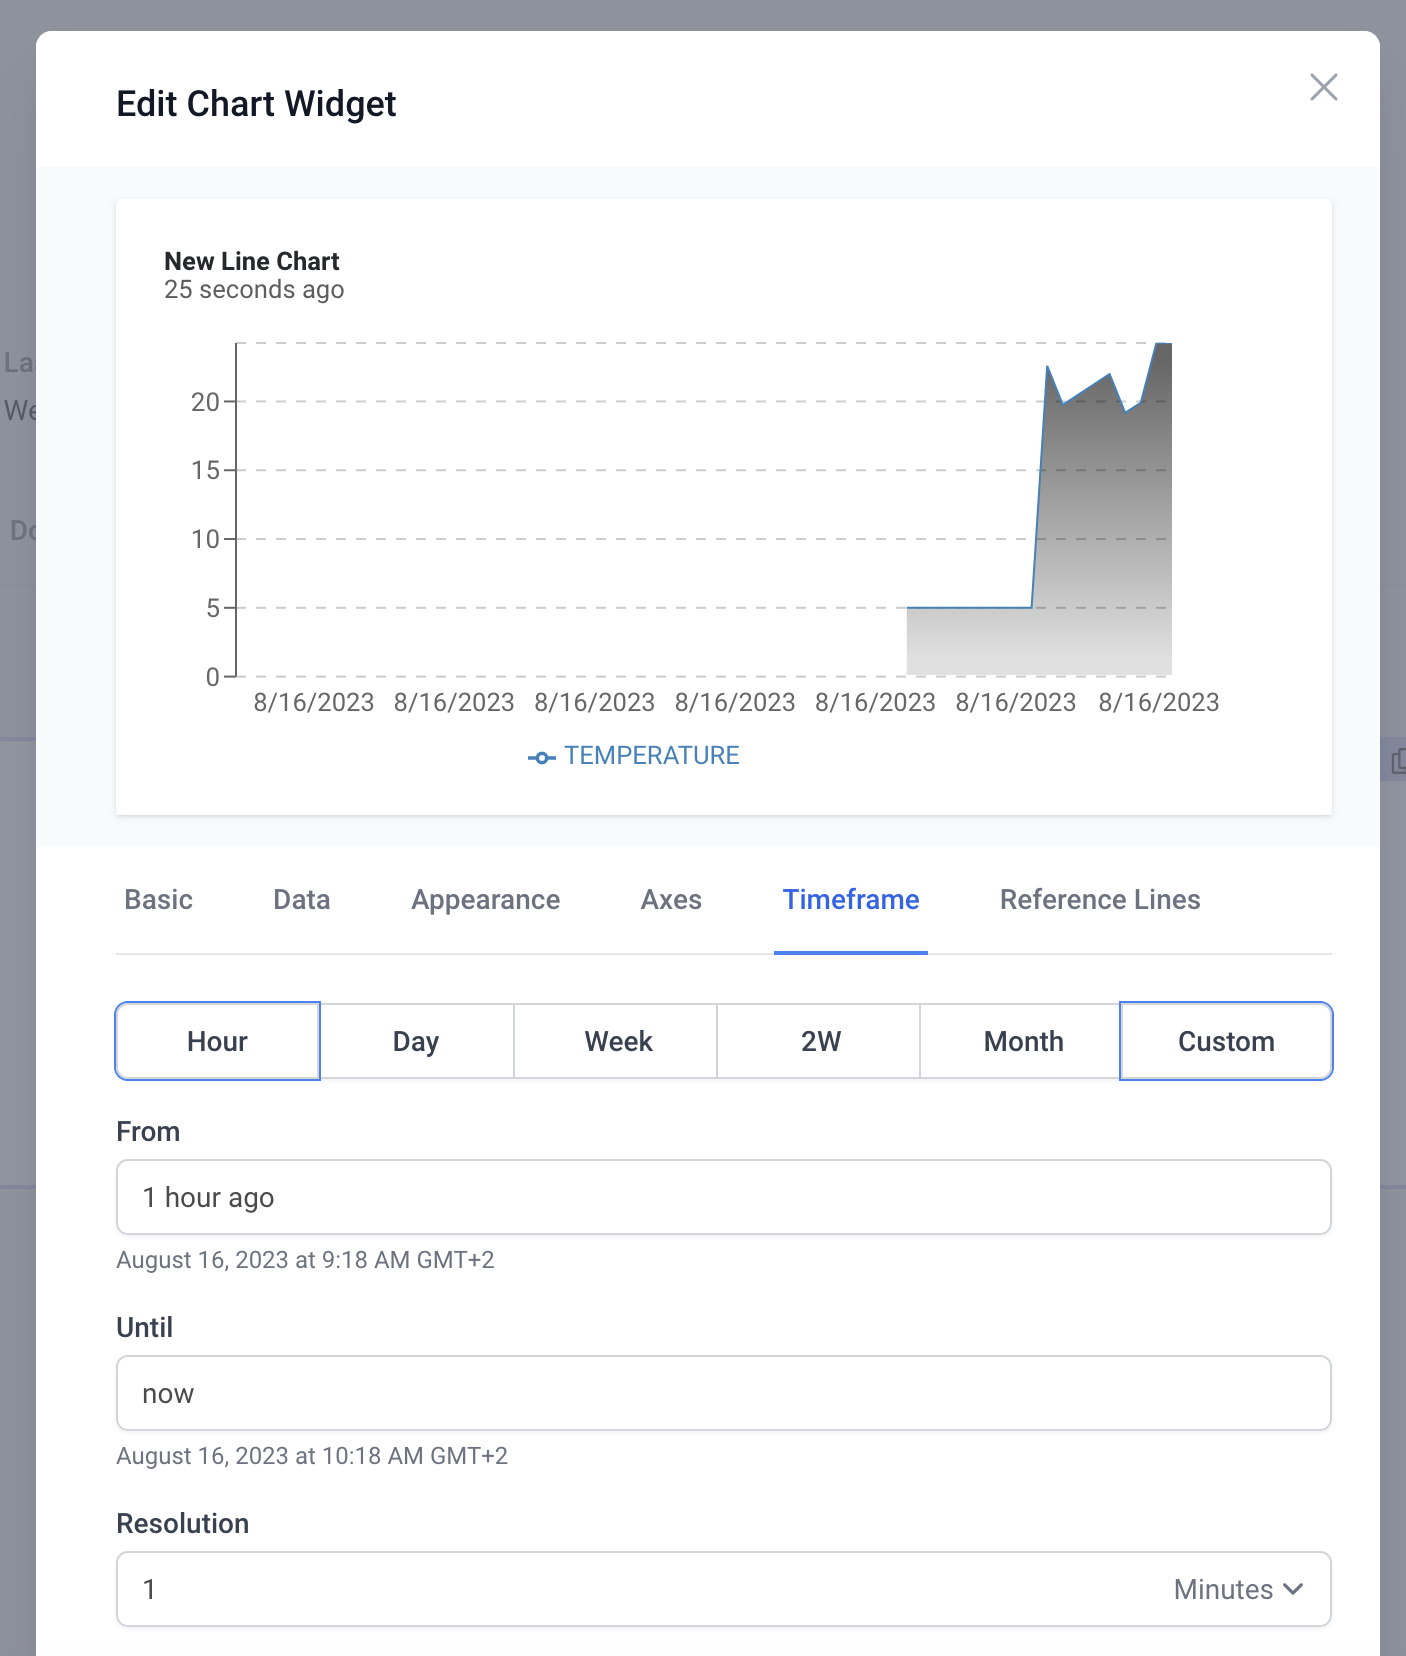 Edit Chart Widget
New Line Chart
25 seconds ago
20
15
10
5
0
8/16/2023 8/16/2023 8/16/2023 8/16/2023 8/16/2023 8/16/2023 8/16/2023
TEMPERATURE
Basic Data Appearance Axes Timeframe Reference Lines
Hour Day Week 2W Month Custom
From
1 hour ago
August 16, 2023 at 9:18 AM GMT+2
Until
now
August 16, 2023 at 10:18 AM GMT+2
Resolution
1 Minutes